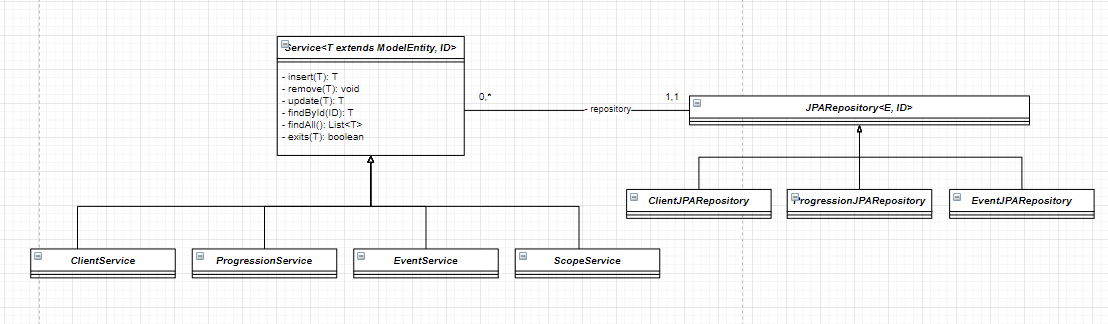 Service<T extends ModelEntity, ID>
- insert(T): T
- remove(T): void
- update(T): T
- findById(ID): T
- findAll(): List<T>
- exits(T): boolean
0,*
- repository
1,1
JPARepository<E, ID>
ClientJPARepository
ProgressionJPARepository
EventJPARepository
ClientService
ProgressionService
EventService
ScopeService